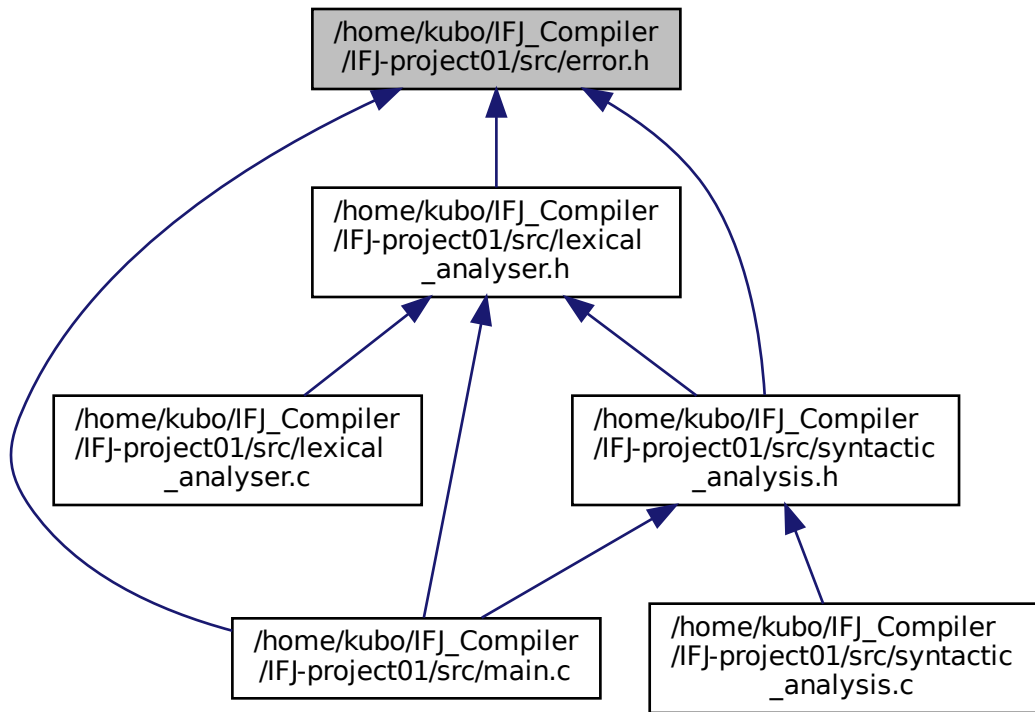 /home/kubo/IFJ_Compiler
/IFJ-project01/src/error.h
/home/kubo/IFJ_Compiler
/IFJ-project01/src/lexical
_analyser.h
/home/kubo/IFJ_Compiler
/IFJ-project01/src/lexical
_analyser.c
/home/kubo/IFJ_Compiler
/IFJ-project01/src/syntactic
_analysis.h
/home/kubo/IFJ_Compiler
/IFJ-project01/src/main.c
/home/kubo/IFJ_Compiler
/IFJ-project01/src/syntactic
_analysis.c